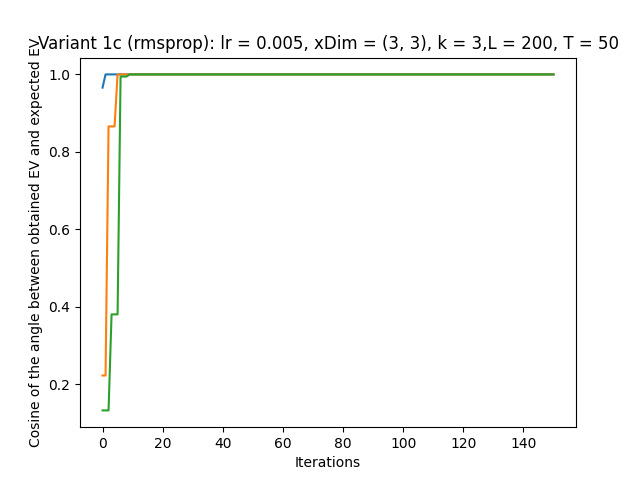 Variant 1c (rmsprop): lr = 0.005, xDim = (3, 3), k = 3,L = 200, T = 50
Cosine of the angle between obtained EV and expected EV
1.0
0.8
0.6
0.4
0.2
0 20 40 60 80 100 120 140
Iterations